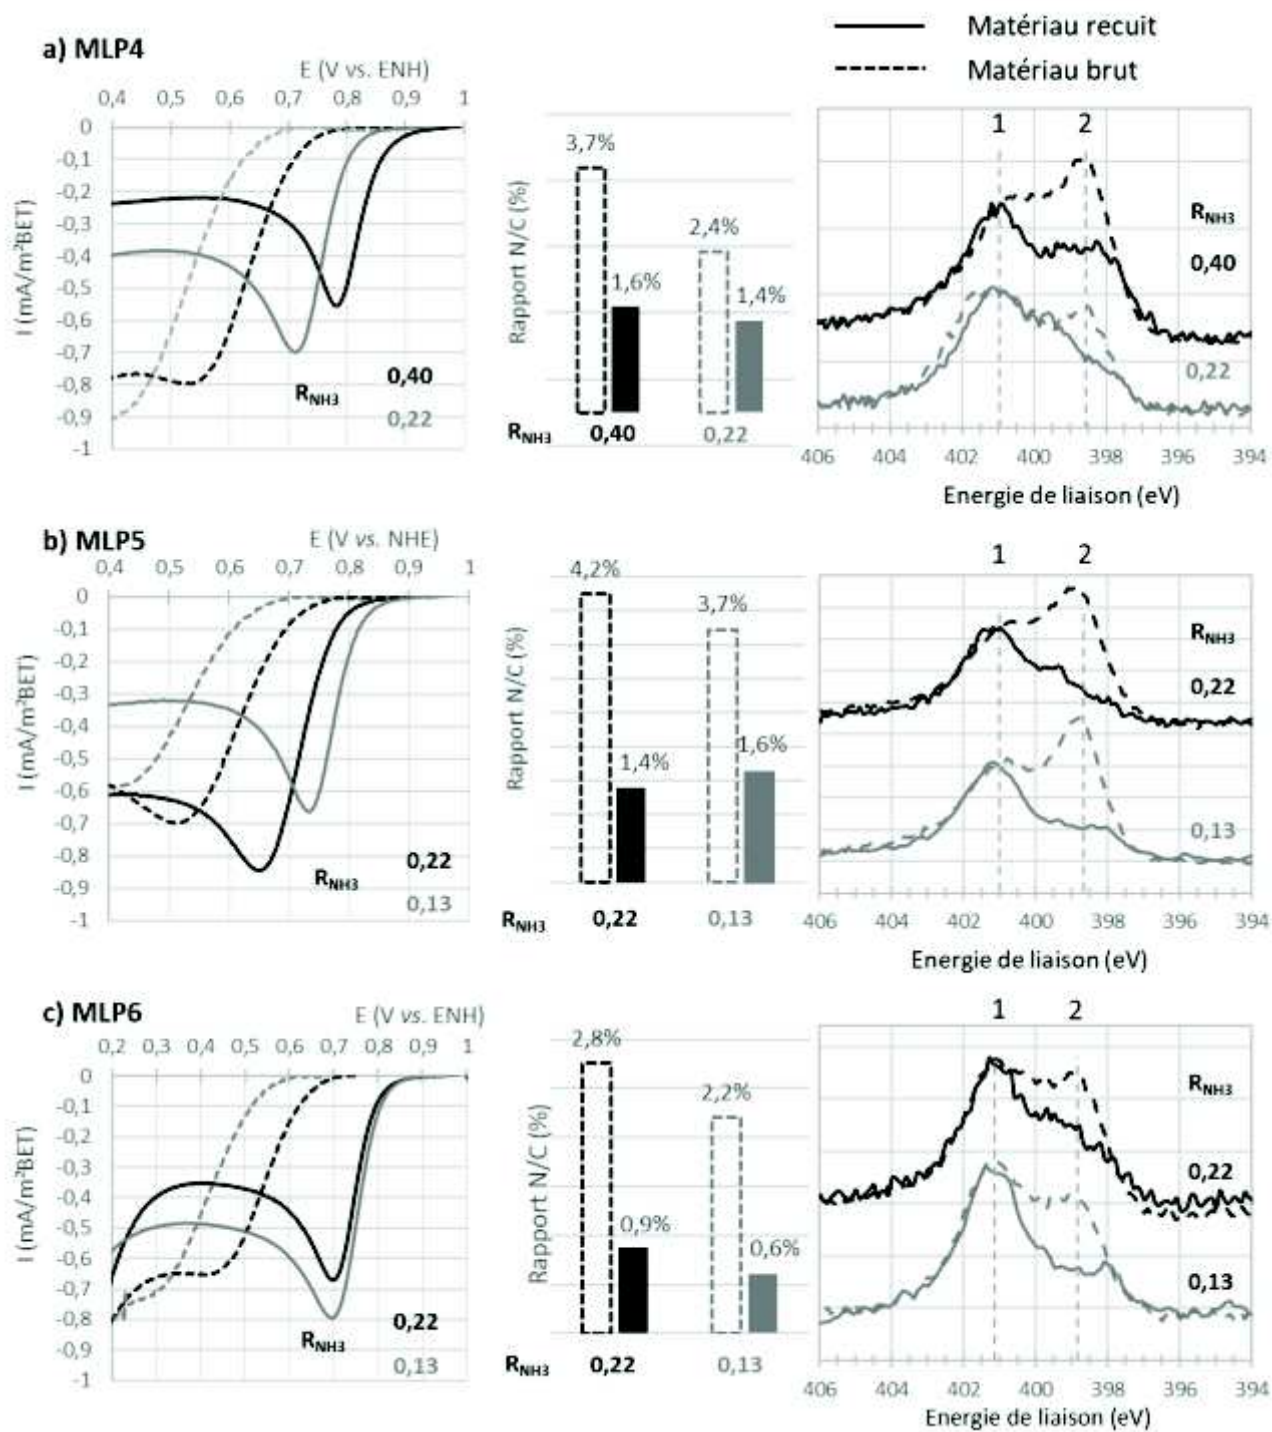 Matériau recuit
Matériau brut
a) MLP4
E (V vs. ENH)
0,4 0,5 0,6 0,7 0,8 0,9 1
0
-0,1
-0,2
-0,3
-0,4
-0,5
-0,6
-0,7
-0,8
-0,9
-1
I (mA/m²BET)
RNH3
0,40
0,22
Rapport N/C (%)
3,7%
1,6%
2,4%
1,4%
RNH3 0,40 0,22
1 2
RNH3
0,40
0,22
406 404 402 400 398 396 394
Energie de liaison (eV)
b) MLP5
E (V vs. NHE)
0,4 0,5 0,6 0,7 0,8 0,9 1
0
-0,1
-0,2
-0,3
-0,4
-0,5
-0,6
-0,7
-0,8
-0,9
-1
I (mA/m²BET)
RNH3
0,22
0,13
Rapport N/C (%)
4,2%
1,4%
3,7%
1,6%
RNH3 0,22 0,13
1 2
RNH3
0,22
0,13
406 404 402 400 398 396 394
Energie de liaison (eV)
c) MLP6
E (V vs. ENH)
0,2 0,3 0,4 0,5 0,6 0,7 0,8 0,9 1
0
-0,1
-0,2
-0,3
-0,4
-0,5
-0,6
-0,7
-0,8
-0,9
-1
I (mA/m²BET)
RNH3
0,22
0,13
Rapport N/C (%)
2,8%
0,9%
2,2%
0,6%
RNH3 0,22 0,13
1 2
RNH3
0,22
0,13
406 404 402 400 398 396 394
Energie de liaison (eV)